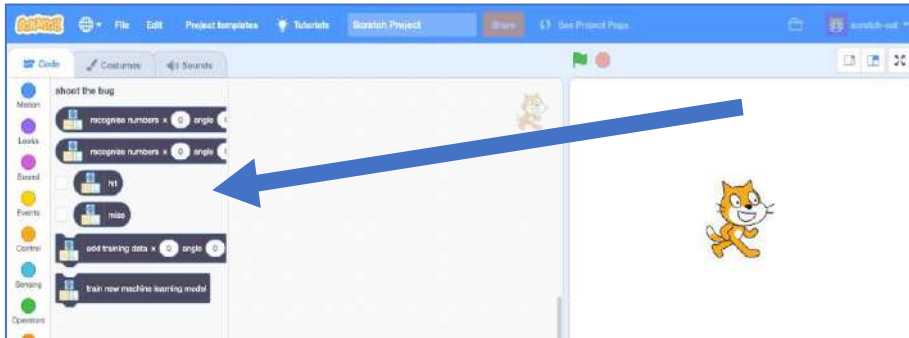 SCRATCH File Edit Project templates Tutorials Scratch Project Share See Project Page scratch-cat
Code Costumes Sounds
shoot the bug
Motion
recognise numbers x 0 angle
Looks
recognise numbers x 0 angle
Sound
hit
Events
miss
Control
add training data x 0 angle 0
Sensing
train new machine learning model
Operators